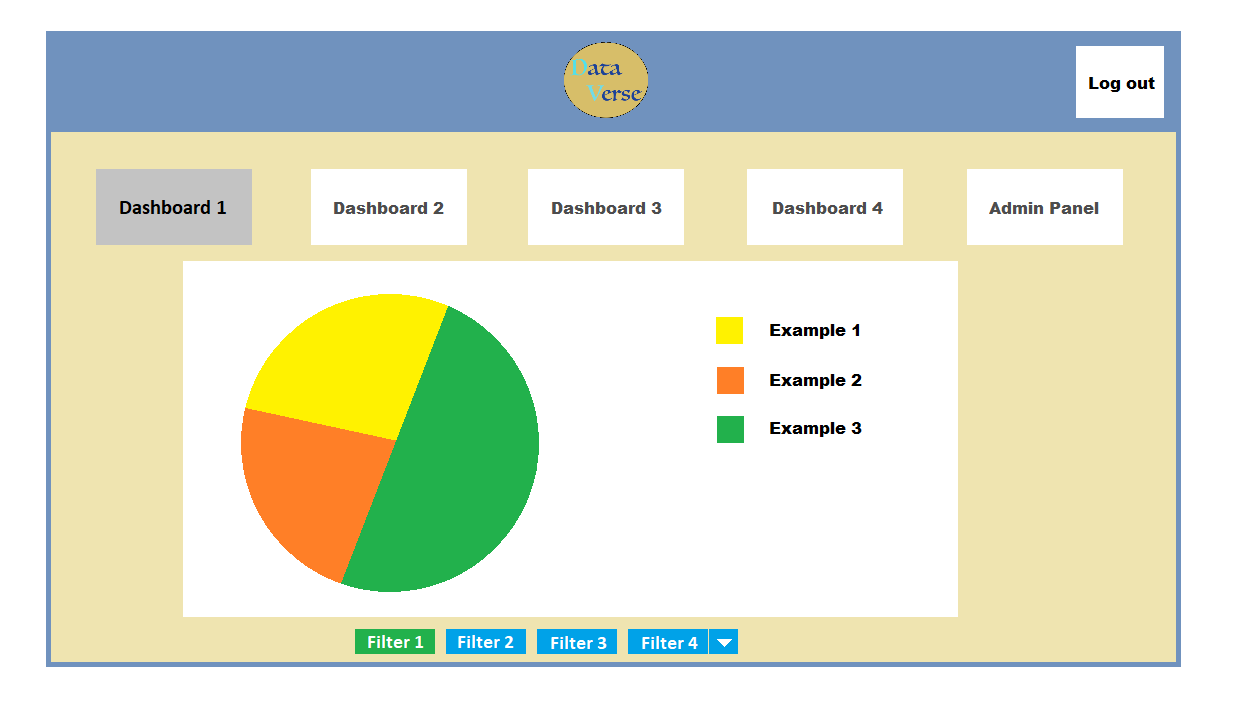 Data
Verse
Log out
Dashboard 1
Dashboard 2
Dashboard 3
Dashboard 4
Admin Panel
Example 1
Example 2
Example 3
Filter 1
Filter 2
Filter 3
Filter 4